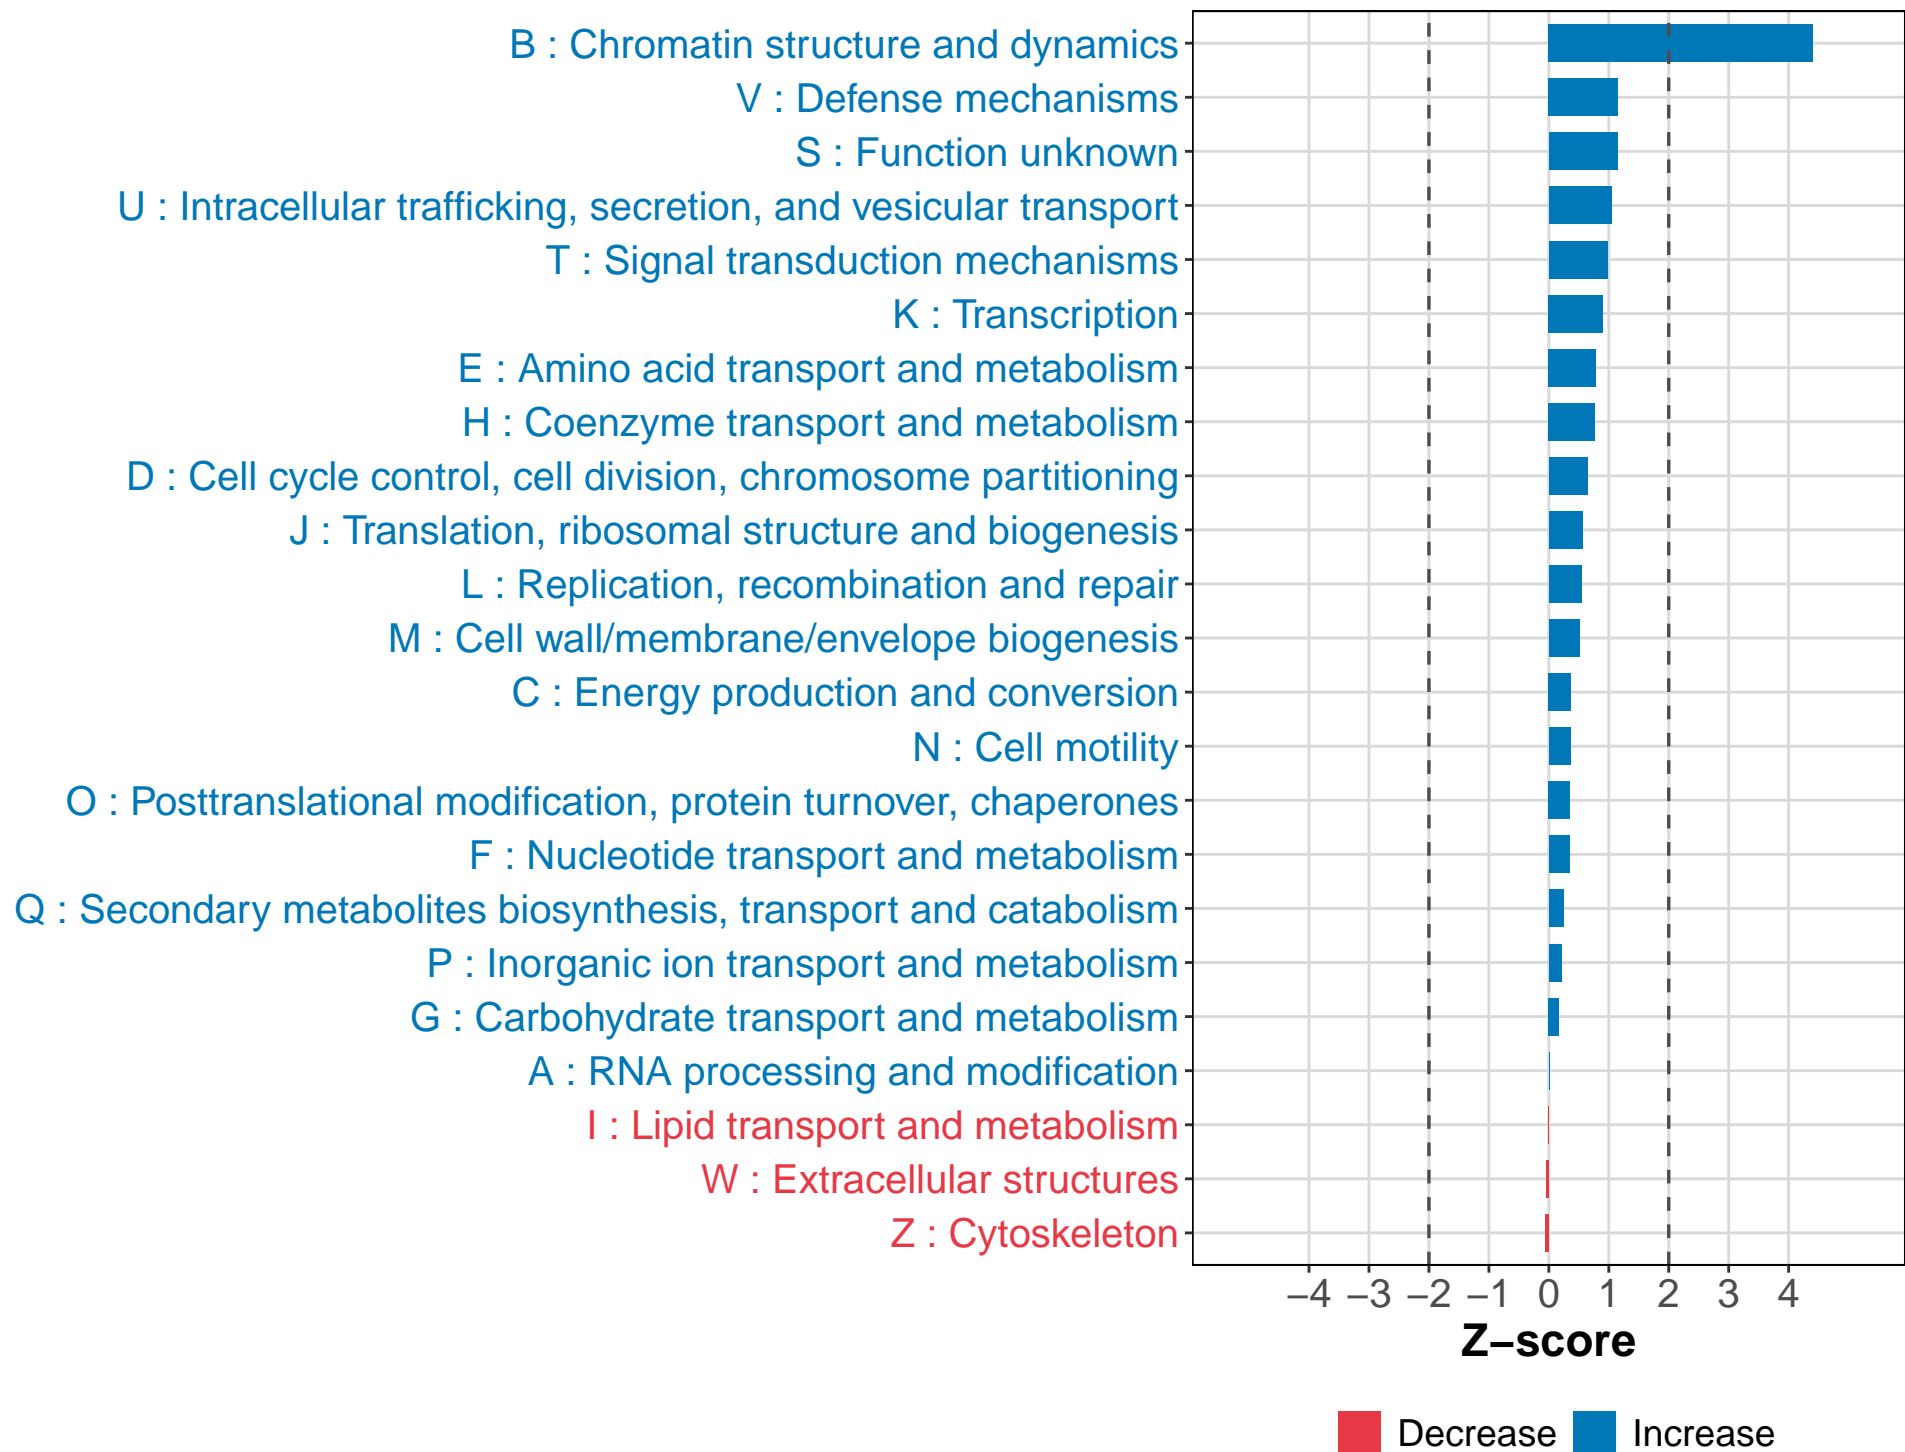 B : Chromatin structure and dynamics
V : Defense mechanisms
S : Function unknown
U : Intracellular trafficking, secretion, and vesicular transport
T : Signal transduction mechanisms
K : Transcription
E : Amino acid transport and metabolism
H : Coenzyme transport and metabolism
D : Cell cycle control, cell division, chromosome partitioning
J : Translation, ribosomal structure and biogenesis
L : Replication, recombination and repair
M : Cell wall/membrane/envelope biogenesis
C : Energy production and conversion
N : Cell motility
O : Posttranslational modification, protein turnover, chaperones
F : Nucleotide transport and metabolism
Q : Secondary metabolites biosynthesis, transport and catabolism
P : Inorganic ion transport and metabolism
G : Carbohydrate transport and metabolism
A : RNA processing and modification
I : Lipid transport and metabolism
W : Extracellular structures
Z : Cytoskeleton
−4 −3 −2 −1 0 1 2 3 4
Z−score
Decrease Increase